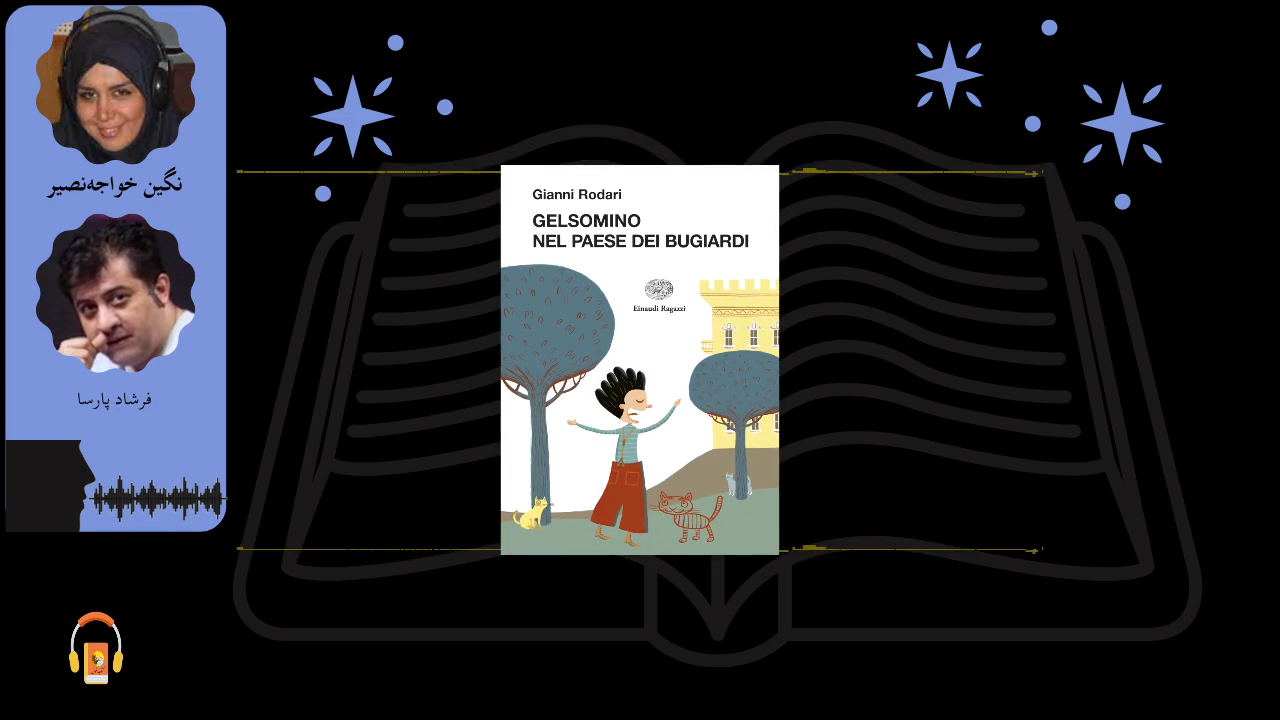 نگین خواجه‌نصیر
فرشاد پارسا
Gianni Rodari
GELSOMINO
NEL PAESE DEI BUGIARDI
Einaudi Ragazzi